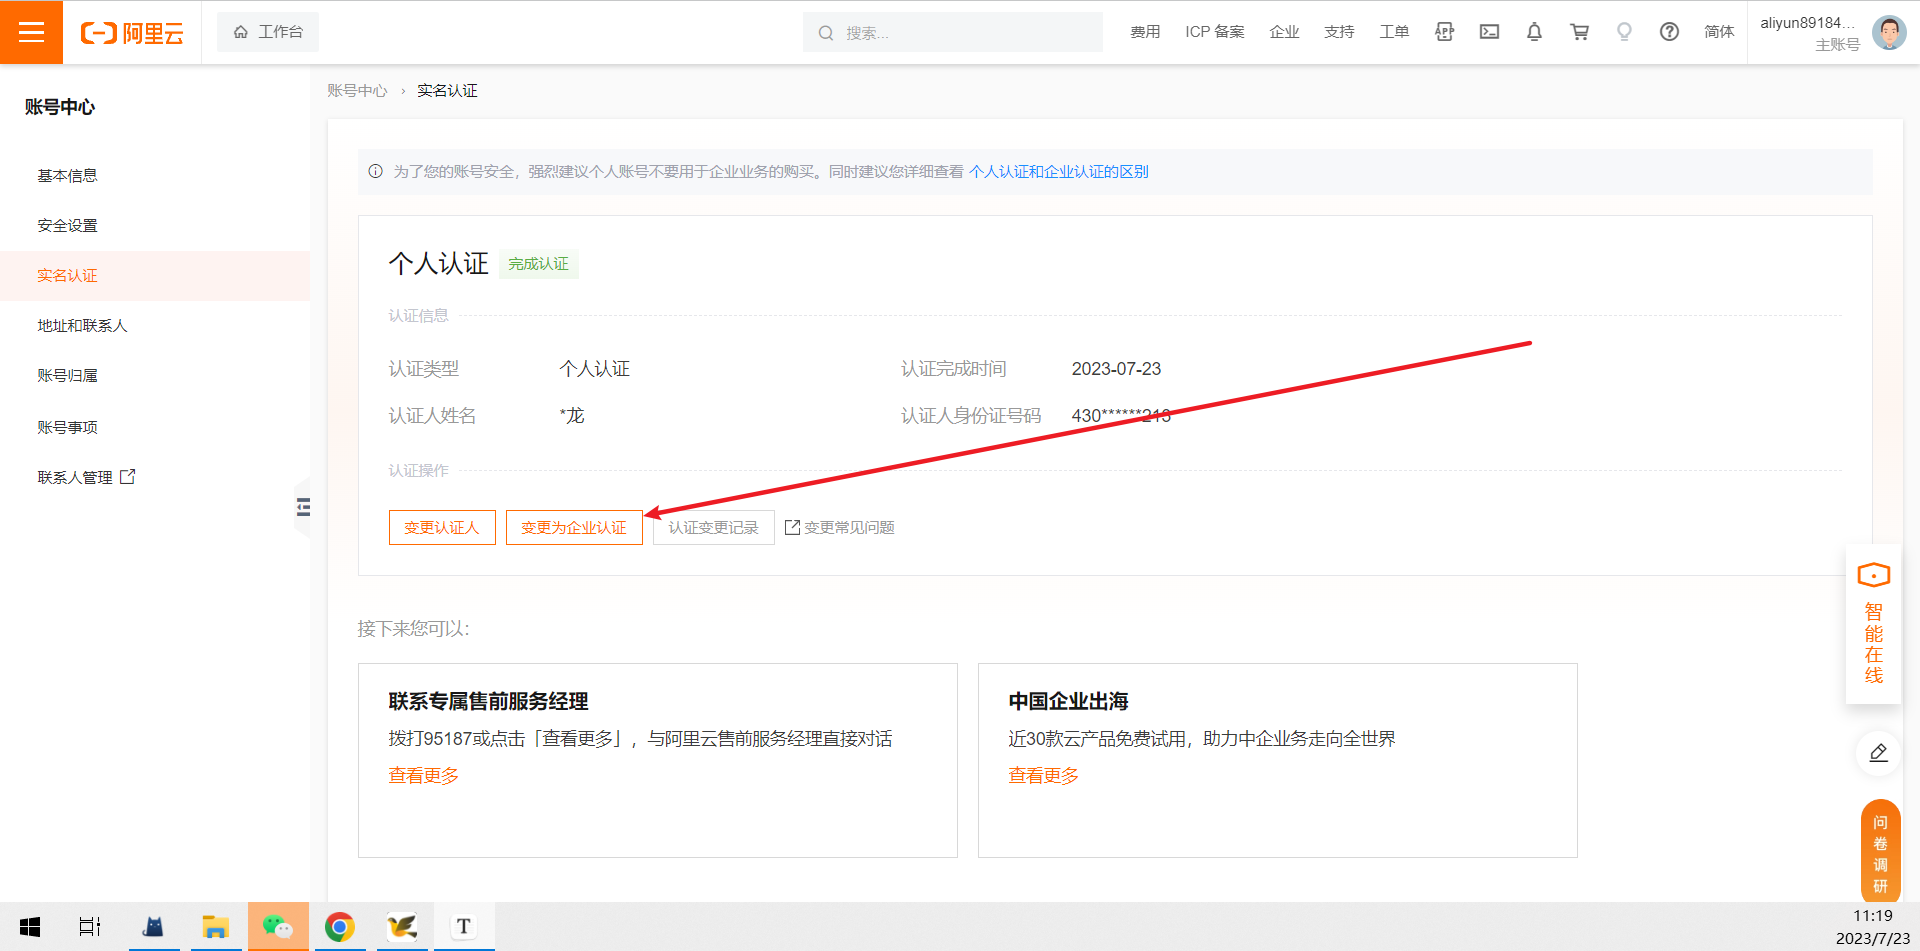 阿里云
工作台
搜索...
费用
ICP 备案
企业
支持
工单
简体
aliyun89184...
主账号
账号中心
基本信息
安全设置
实名认证
地址和联系人
账号归属
账号事项
联系人管理
账号中心 › 实名认证
为了您的账号安全，强烈建议个人账号不要用于企业业务的购买。同时建议您详细查看 个人认证和企业认证的区别
个人认证 完成认证
认证信息
认证类型 个人认证 认证完成时间 2023-07-23
认证人姓名 *龙 认证人身份证号码 430******213
认证操作
变更认证人 变更为企业认证 认证变更记录 变更常见问题
接下来您可以：
联系专属售前服务经理
拨打95187或点击「查看更多」，与阿里云售前服务经理直接对话
查看更多
中国企业出海
近30款云产品免费试用，助力中企业务走向全世界
查看更多
智能在线
问卷调研
T
11:19
2023/7/23